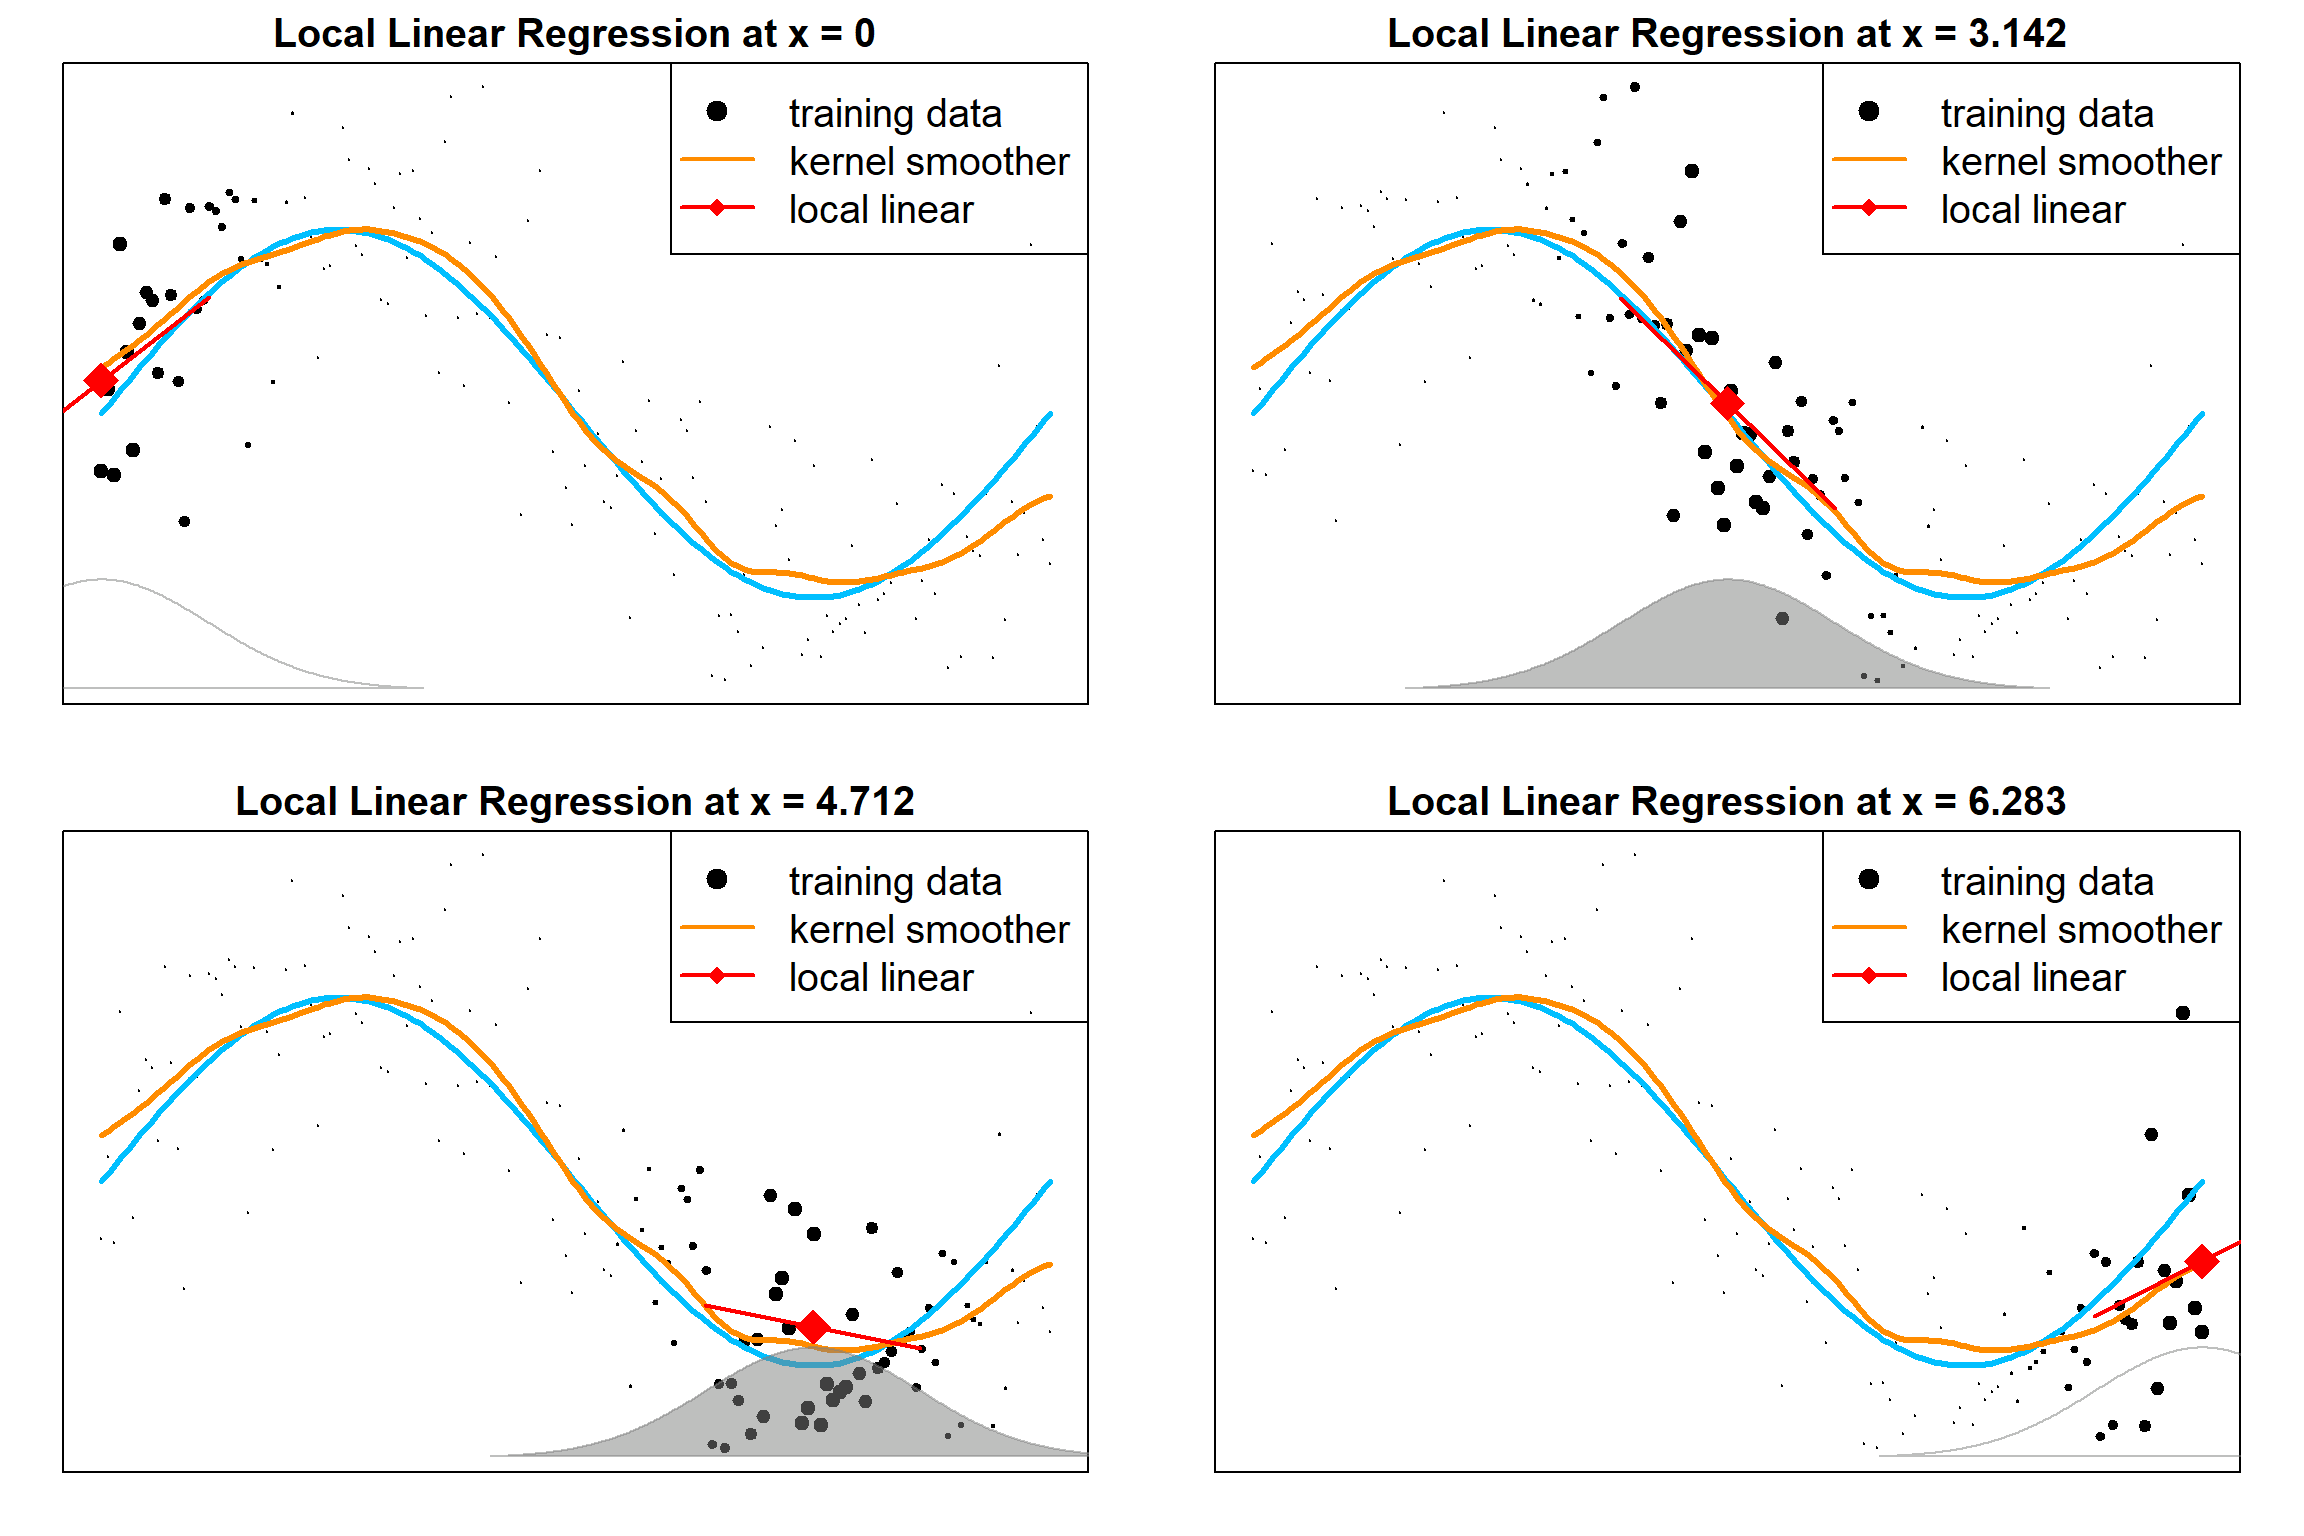 Local Linear Regression at x = 0
training data
kernel smoother
local linear
Local Linear Regression at x = 3.142
training data
kernel smoother
local linear
Local Linear Regression at x = 4.712
training data
kernel smoother
local linear
Local Linear Regression at x = 6.283
training data
kernel smoother
local linear